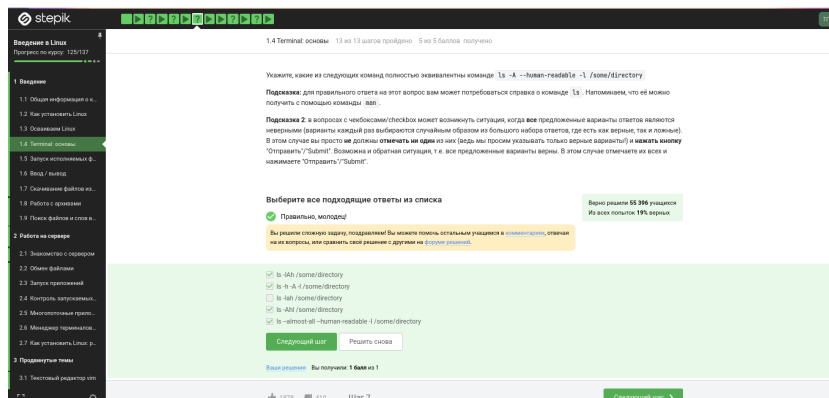 stepik
Введение в Linux
Прогресс по курсу: 125/137
1 Введение
1.1 Общая информация о к...
1.2 Как установить Linux
1.3 Осваиваем Linux
1.4 Terminal: основы
1.5 Запуск исполняемых ф...
1.6 Ввод / вывод
1.7 Скачивание файлов из...
1.8 Работа с архивами
1.9 Поиск файлов и слов в...
2 Работа на сервере
2.1 Знакомство с сервером
2.2 Обмен файлами
2.3 Запуск приложений
2.4 Контроль запускаемых...
2.5 Многопоточные прило...
2.6 Менеджер терминалов...
2.7 Как установить Linux: р...
3 Продвинутые темы
3.1 Текстовый редактор vim
1.4 Terminal: основы 13 из 13 шагов пройдено 5 из 5 баллов получено
Укажите, какие из следующих команд полностью эквивалентны команде ls -A --human-readable -l /some/directory
Подсказка: для правильного ответа на этот вопрос вам может потребоваться справка о команде ls. Напоминаем, что её можно
получить с помощью команды man.
Подсказка 2: в вопросах с чекбоксами/checkbox может возникнуть ситуация, когда все предложенные варианты ответа являются
неверными (варианты каждый раз выбираются случайным образом из большого набора ответов, где есть как верные, так и ложные).
В этом случае вы просто не должны отмечать ни один из них (ведь мы просим указывать только верные варианты!) и нажать кнопку
"Отправить"/"Submit". Возможна и обратная ситуация, т.е. все предложенные варианты верны. В этом случае отмечаете их всех и
нажимаете "Отправить"/"Submit".
Выберите все подходящие ответы из списка
Верно решили 55 396 учащихся
Из всех попыток 19% верных
Правильно, молодец!
Вы решили сложную задачу, поздравляем! Вы можете помочь остальным учащимся в комментариях, отвечая
на их вопросы, или сравнить своё решение с другими на форуме решений.
ls -lAh /some/directory
ls -h -A -l /some/directory
ls -lah /some/directory
ls -Ahl /some/directory
ls --almost-all --human-readable -l /some/directory
Следующий шаг Решить снова
Ваши решения Вы получили: 1 балл из 1
Шаг 7
Следующий шаг